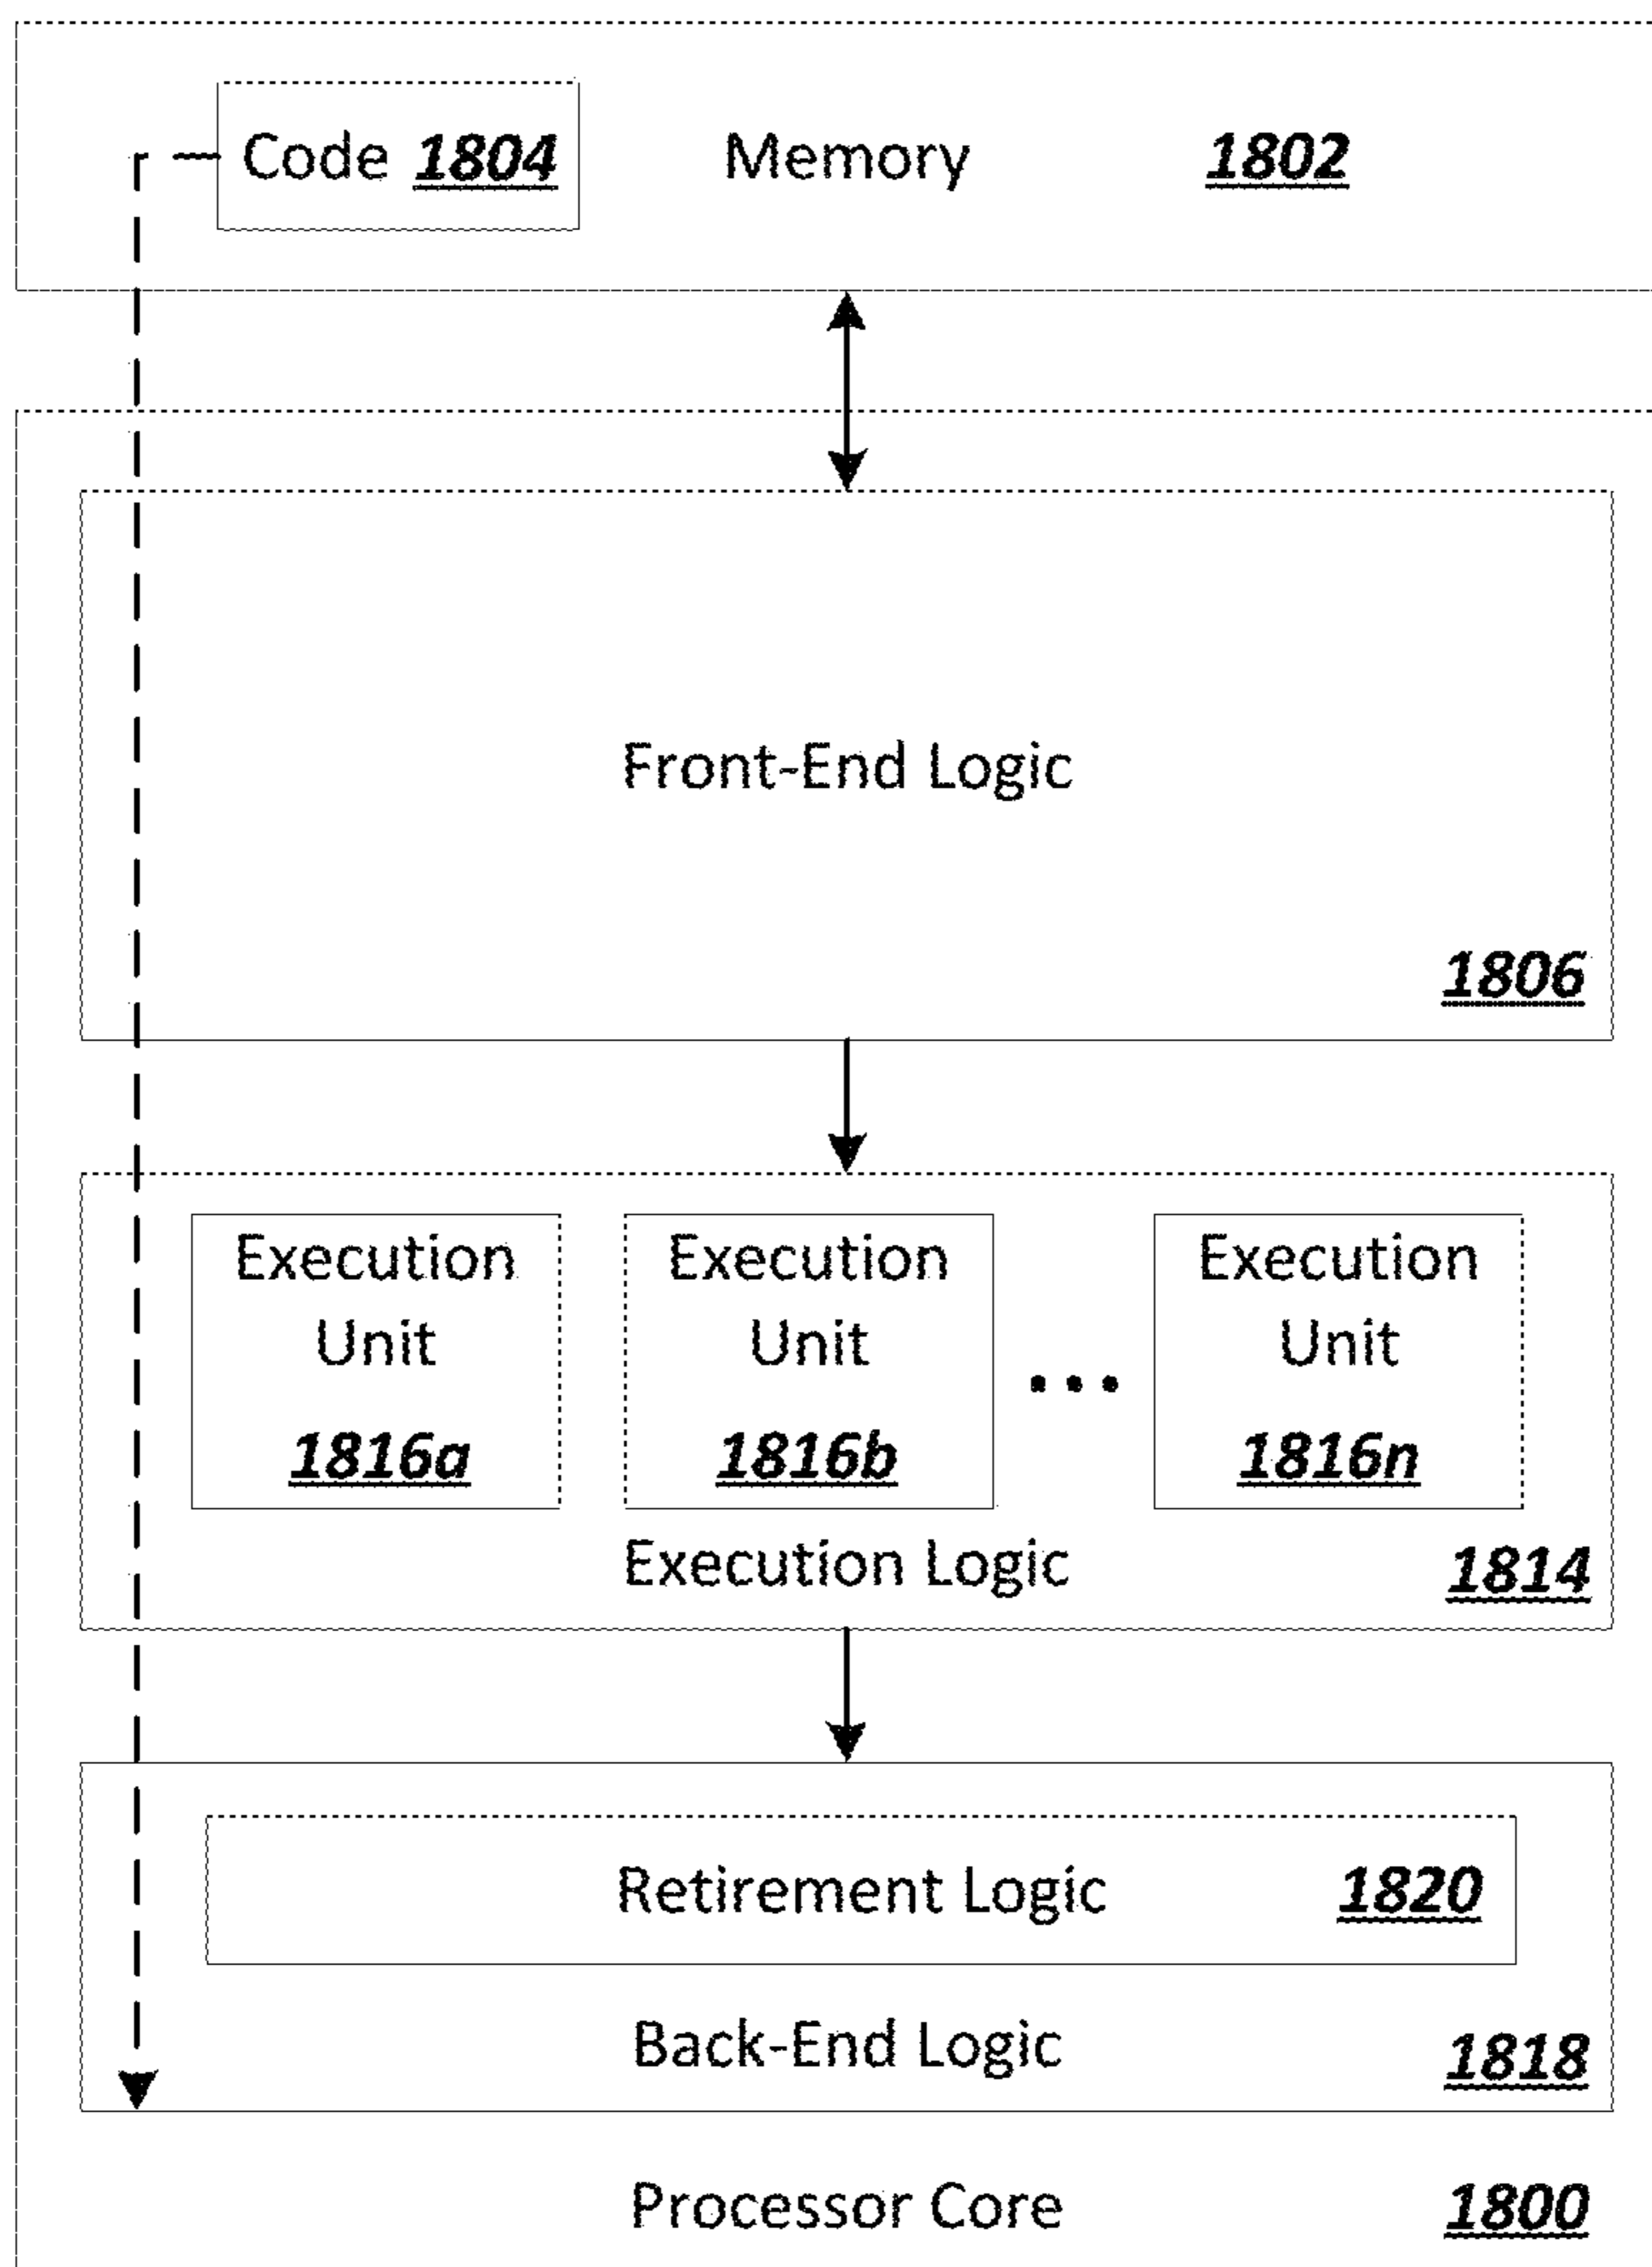 Code 1804 Memory 1802
Front-End Logic
1806
Execution Unit 1816a
Execution Unit 1816b
...
Execution Unit 1816n
Execution Logic 1814
Retirement Logic 1820
Back-End Logic 1818
Processor Core 1800